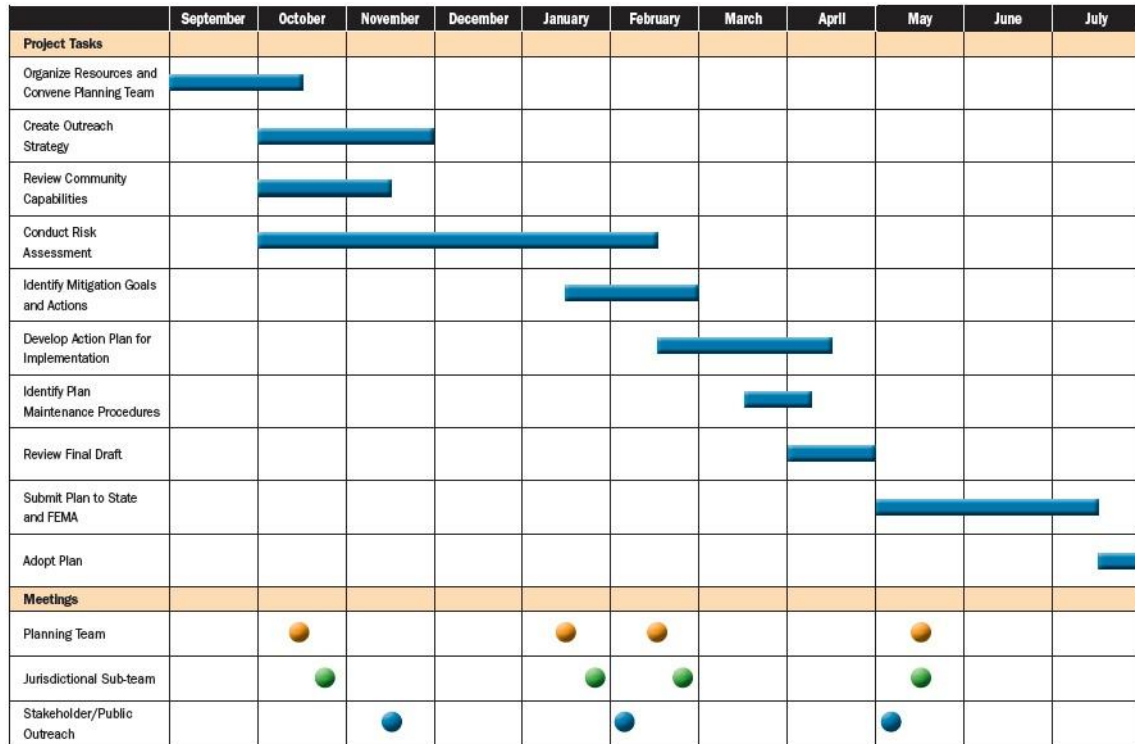 September October November December January February March April May June July
Project Tasks
Organize Resources and
Convene Planning Team
Create Outreach
Strategy
Review Community
Capabilities
Conduct Risk
Assessment
Identify Mitigation Goals
and Actions
Develop Action Plan for
Implementation
Identify Plan
Maintenance Procedures
Review Final Draft
Submit Plan to State
and FEMA
Adopt Plan
Meetings
Planning Team
Jurisdictional Sub-team
Stakeholder/Public
Outreach